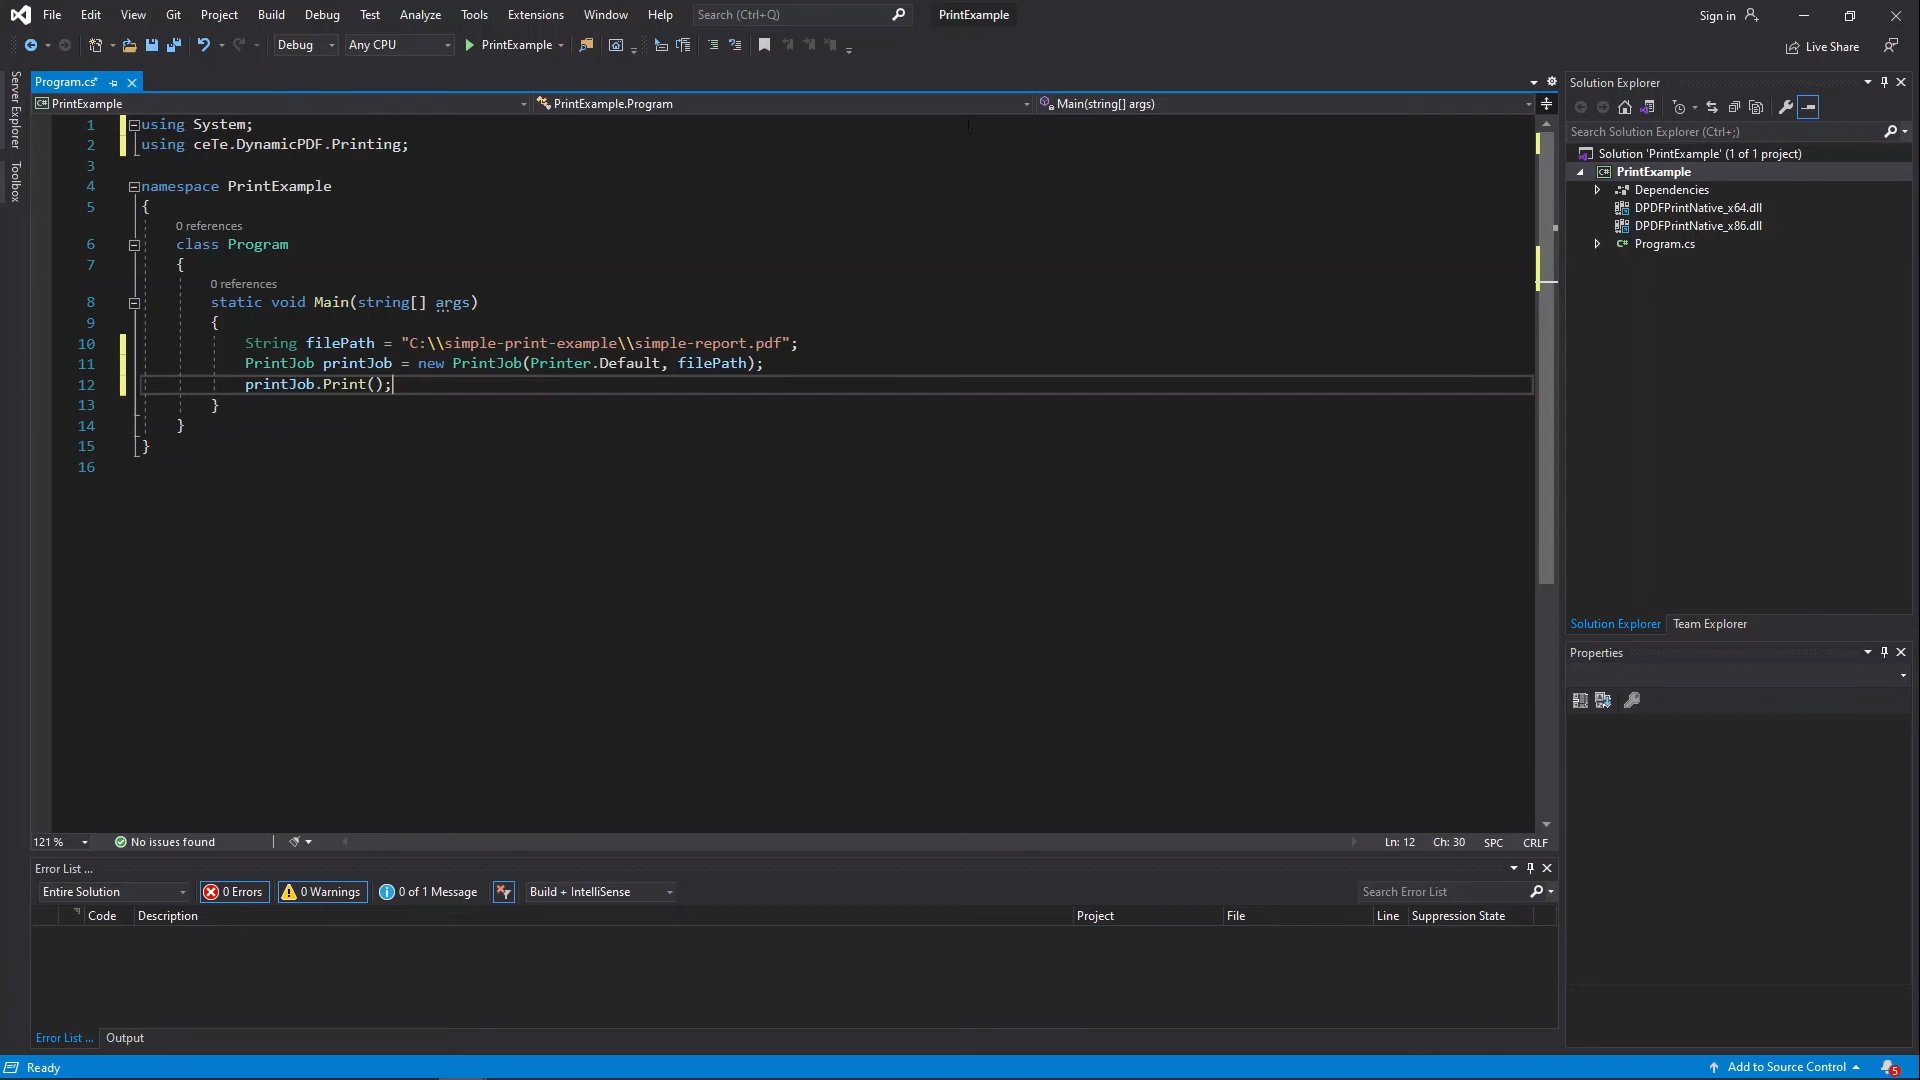 File Edit View Git Project Build Debug Test Analyze Tools Extensions Window Help Search (Ctrl+Q) PrintExample Sign in
Debug Any CPU PrintExample Live Share
Server Explorer
Toolbox
Program.cs*
PrintExample PrintExample.Program Main(string[] args)
1 using System;
2 using ceTe.DynamicPDF.Printing;
3
4 namespace PrintExample
5 {
0 references
6 class Program
7 {
0 references
8 static void Main(string[] args)
9 {
10 String filePath = "C:\\simple-print-example\\simple-report.pdf";
11 PrintJob printJob = new PrintJob(Printer.Default, filePath);
12 printJob.Print();
13 }
14 }
15 }
16
121 % No issues found Ln: 12 Ch: 30 SPC CRLF
Error List ...
Entire Solution 0 Errors 0 Warnings 0 of 1 Message Build + IntelliSense Search Error List
Code Description Project File Line Suppression State
Error List ... Output
Solution Explorer
Search Solution Explorer (Ctrl+;)
Solution 'PrintExample' (1 of 1 project)
C# PrintExample
Dependencies
DPDFPrintNative_x64.dll
DPDFPrintNative_x86.dll
C# Program.cs
Solution Explorer Team Explorer
Properties
Ready Add to Source Control 5